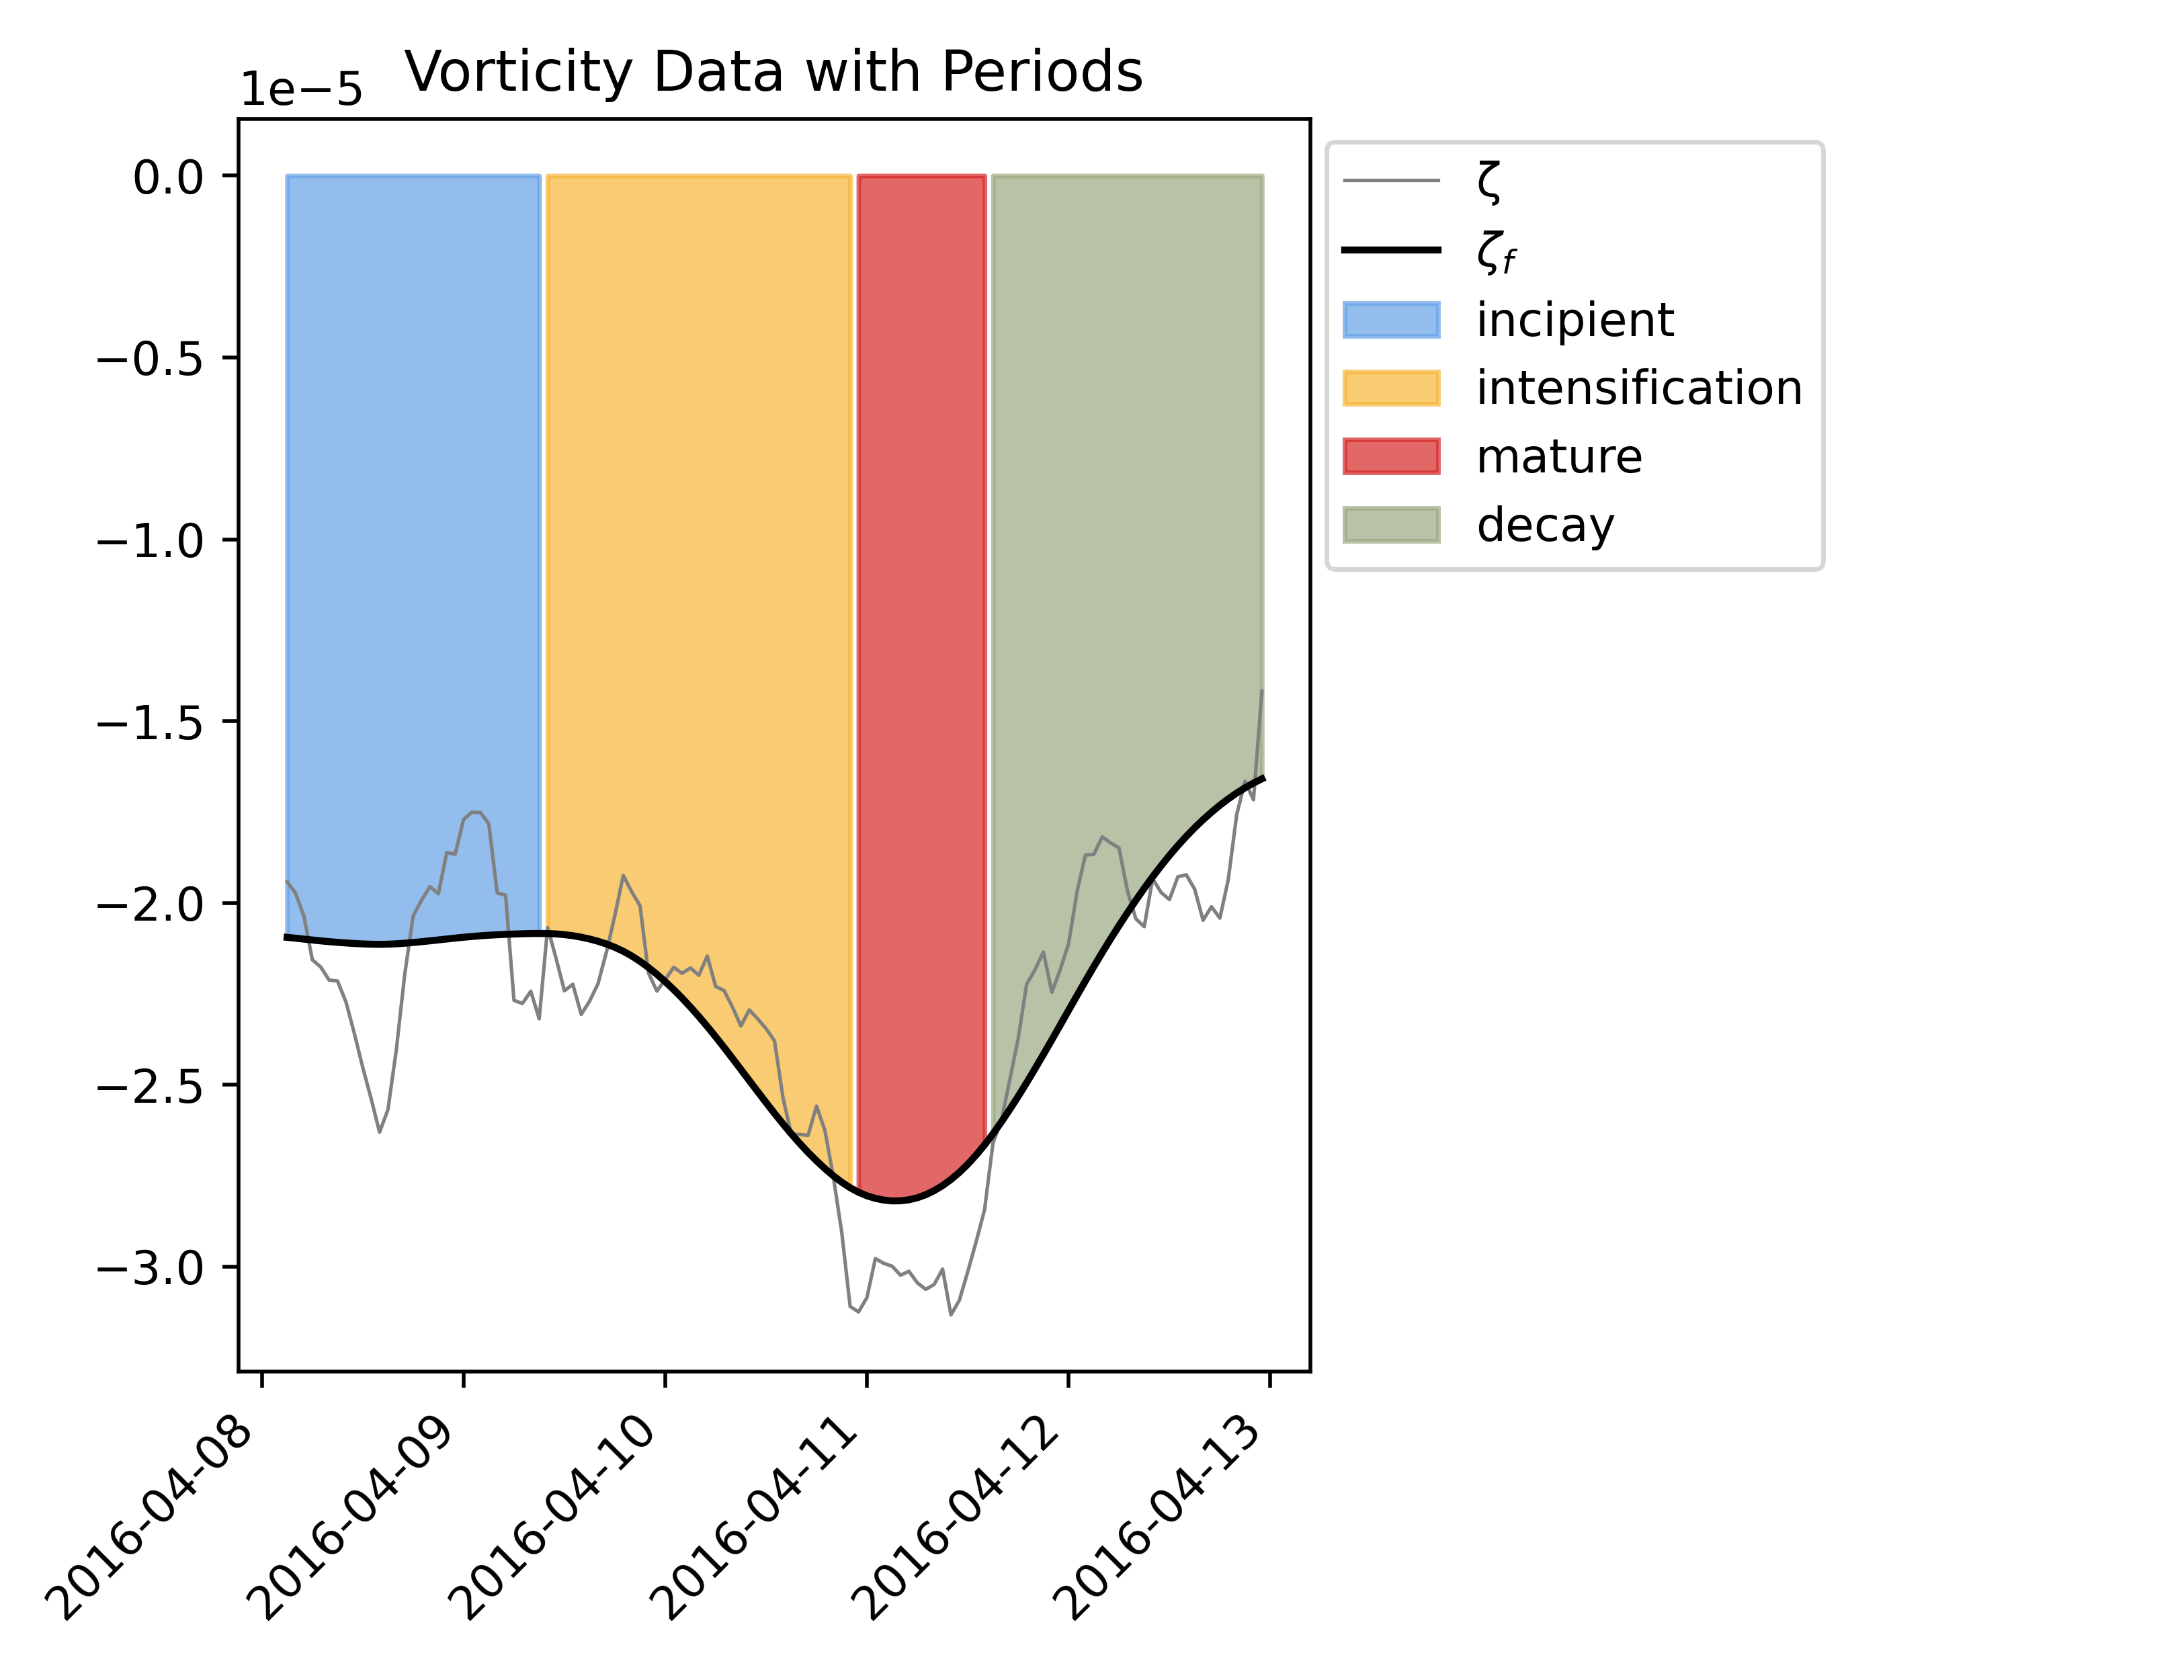 Vorticity Data with Periods
1e−5
0.0
−0.5
−1.0
−1.5
−2.0
−2.5
−3.0
2016-04-08
2016-04-09
2016-04-10
2016-04-11
2016-04-12
2016-04-13
ζ
ζf
incipient
intensification
mature
decay